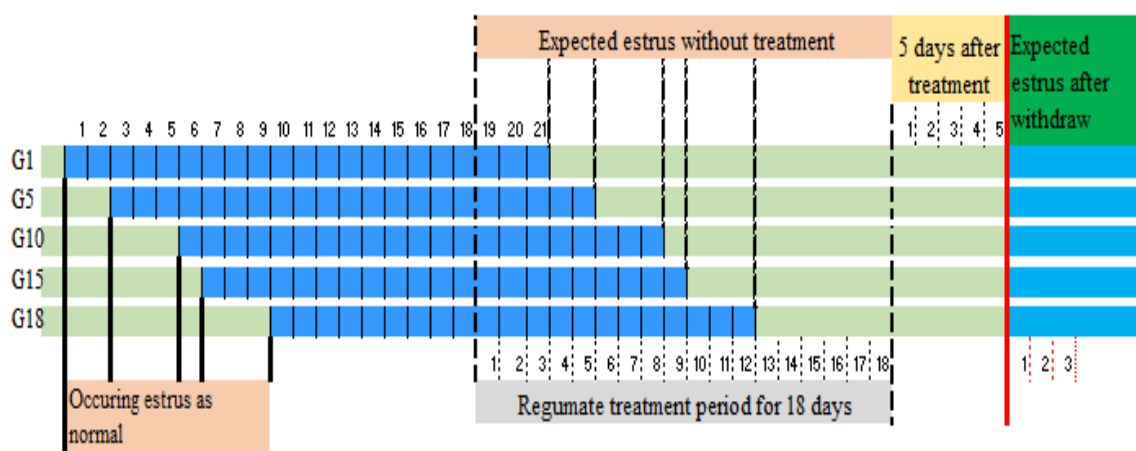 Expected estrus without treatment
5 days after
treatment
Expected
estrus after
withdraw
1 2 3 4 5 6 7 8 9 10 11 12 13 14 15 16 17 18 19 20 21
1 2 3 4 5
G1
G5
G10
G15
G18
1 2 3 4 5 6 7 8 9 10 11 12 13 14 15 16 17 18
1 2 3
Occuring estrus as
normal
Regumate treatment period for 18 days